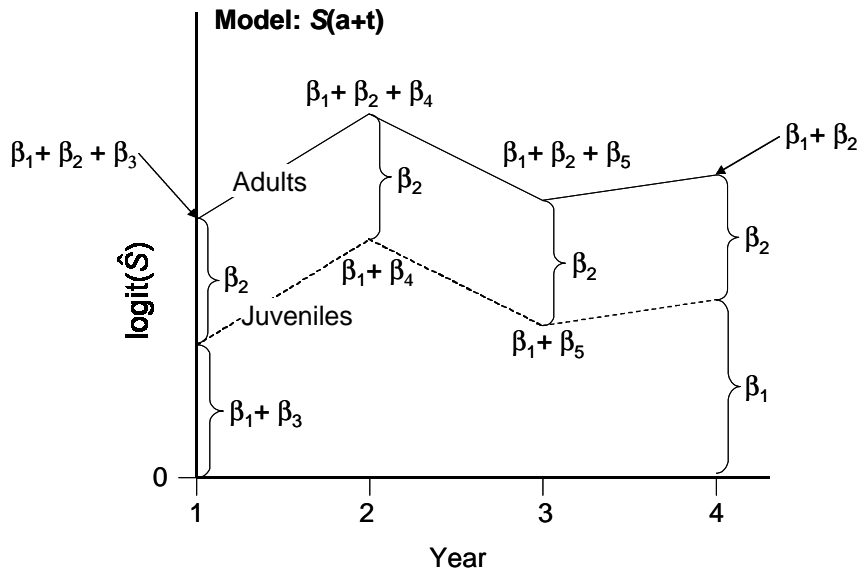 Model: S(a+t)
β₁+ β₂ + β₄
β₁+ β₂
β₁+ β₂ + β₃
β₁+ β₂ + β₅
Adults
β₂
β₂
β₂
β₂
logit(Ŝ)
β₁+ β₄
Juveniles
β₁+ β₅
β₁
β₁+ β₃
0
1 2 3 4
Year